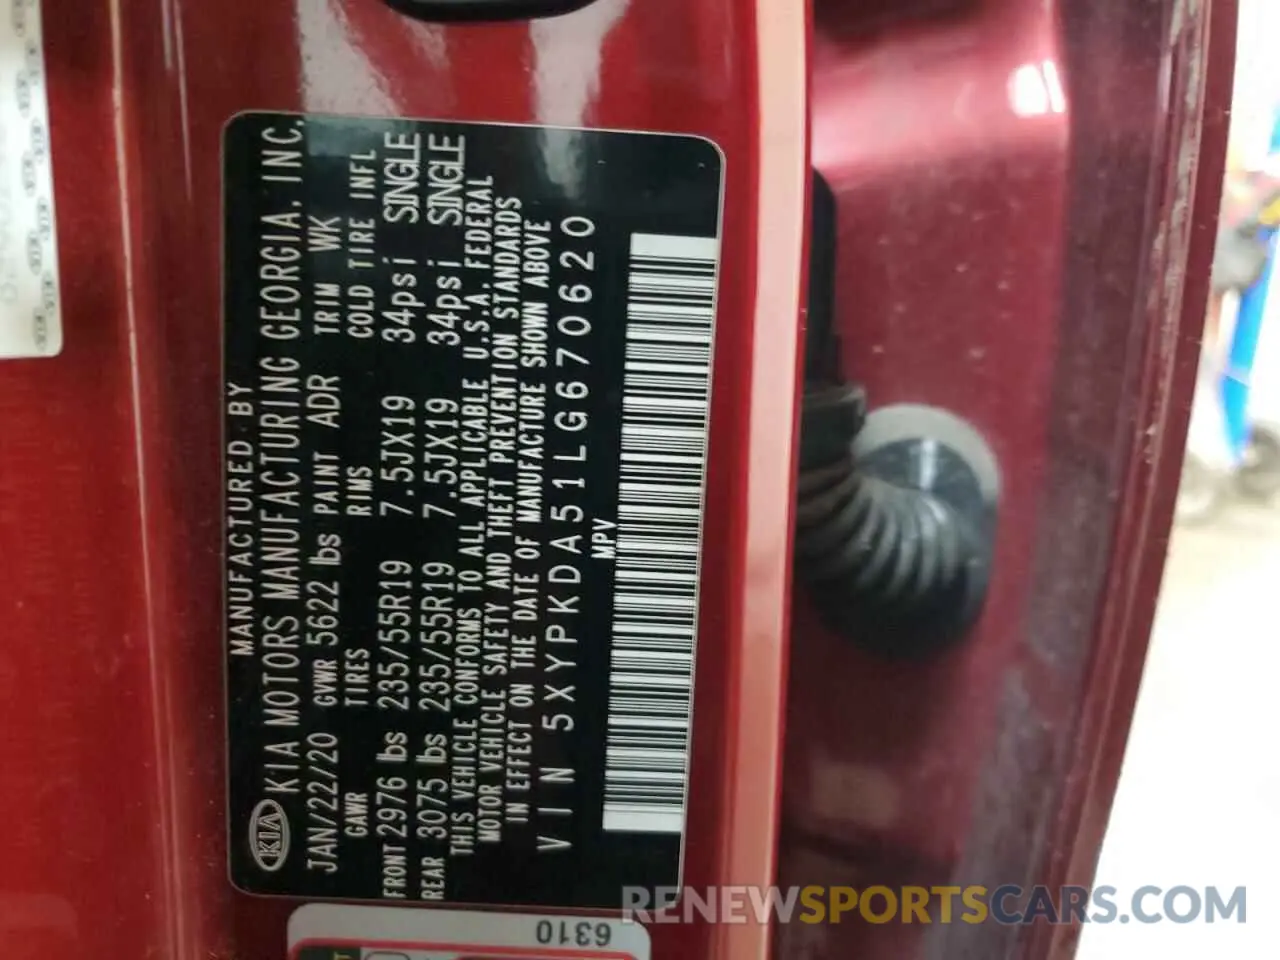 MANUFACTURED BY
KIA KIA MOTORS MANUFACTURING GEORGIA, INC.
JAN/22/20 GVWR 5622 lbs PAINT ADR TRIM WK
GAWR TIRES RIMS COLD TIRE INFL
FRONT 2976 lbs 235/55R19 7.5JX19 34psi SINGLE
REAR 3075 lbs 235/55R19 7.5JX19 34psi SINGLE
THIS VEHICLE CONFORMS TO ALL APPLICABLE U.S.A. FEDERAL
MOTOR VEHICLE SAFETY AND THEFT PREVENTION STANDARDS
IN EFFECT ON THE DATE OF MANUFACTURE SHOWN ABOVE
VIN 5XYPKDA51LG670620
MPV
6310
RENEWSPORTSCARS.COM